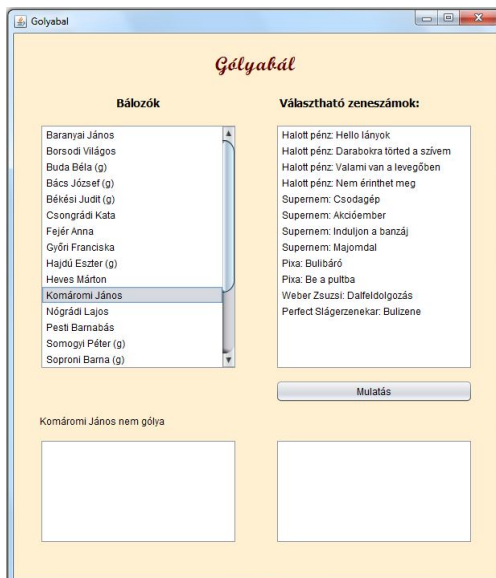 Golyabal
Gólyabál
Bálozók
Baranyai János
Borsodi Világos
Buda Béla (g)
Bács József (g)
Békési Judit (g)
Csongrádi Kata
Fejér Anna
Győri Franciska
Hajdú Eszter (g)
Heves Márton
Komáromi János
Nógrádi Lajos
Pesti Barnabás
Somogyi Péter (g)
Soproni Barna (g)
Választható zeneszámok:
Halott pénz: Hello lányok
Halott pénz: Darabokra törted a szívem
Halott pénz: Valami van a levegőben
Halott pénz: Nem érinthet meg
Supernem: Csodagép
Supernem: Akcióember
Supernem: Induljon a banzáj
Supernem: Majomdal
Pixa: Bulibáró
Pixa: Be a pultba
Weber Zsuzsi: Dalfeldolgozás
Perfect Slágerzenekar: Bulizene
Mulatás
Komáromi János nem gólya